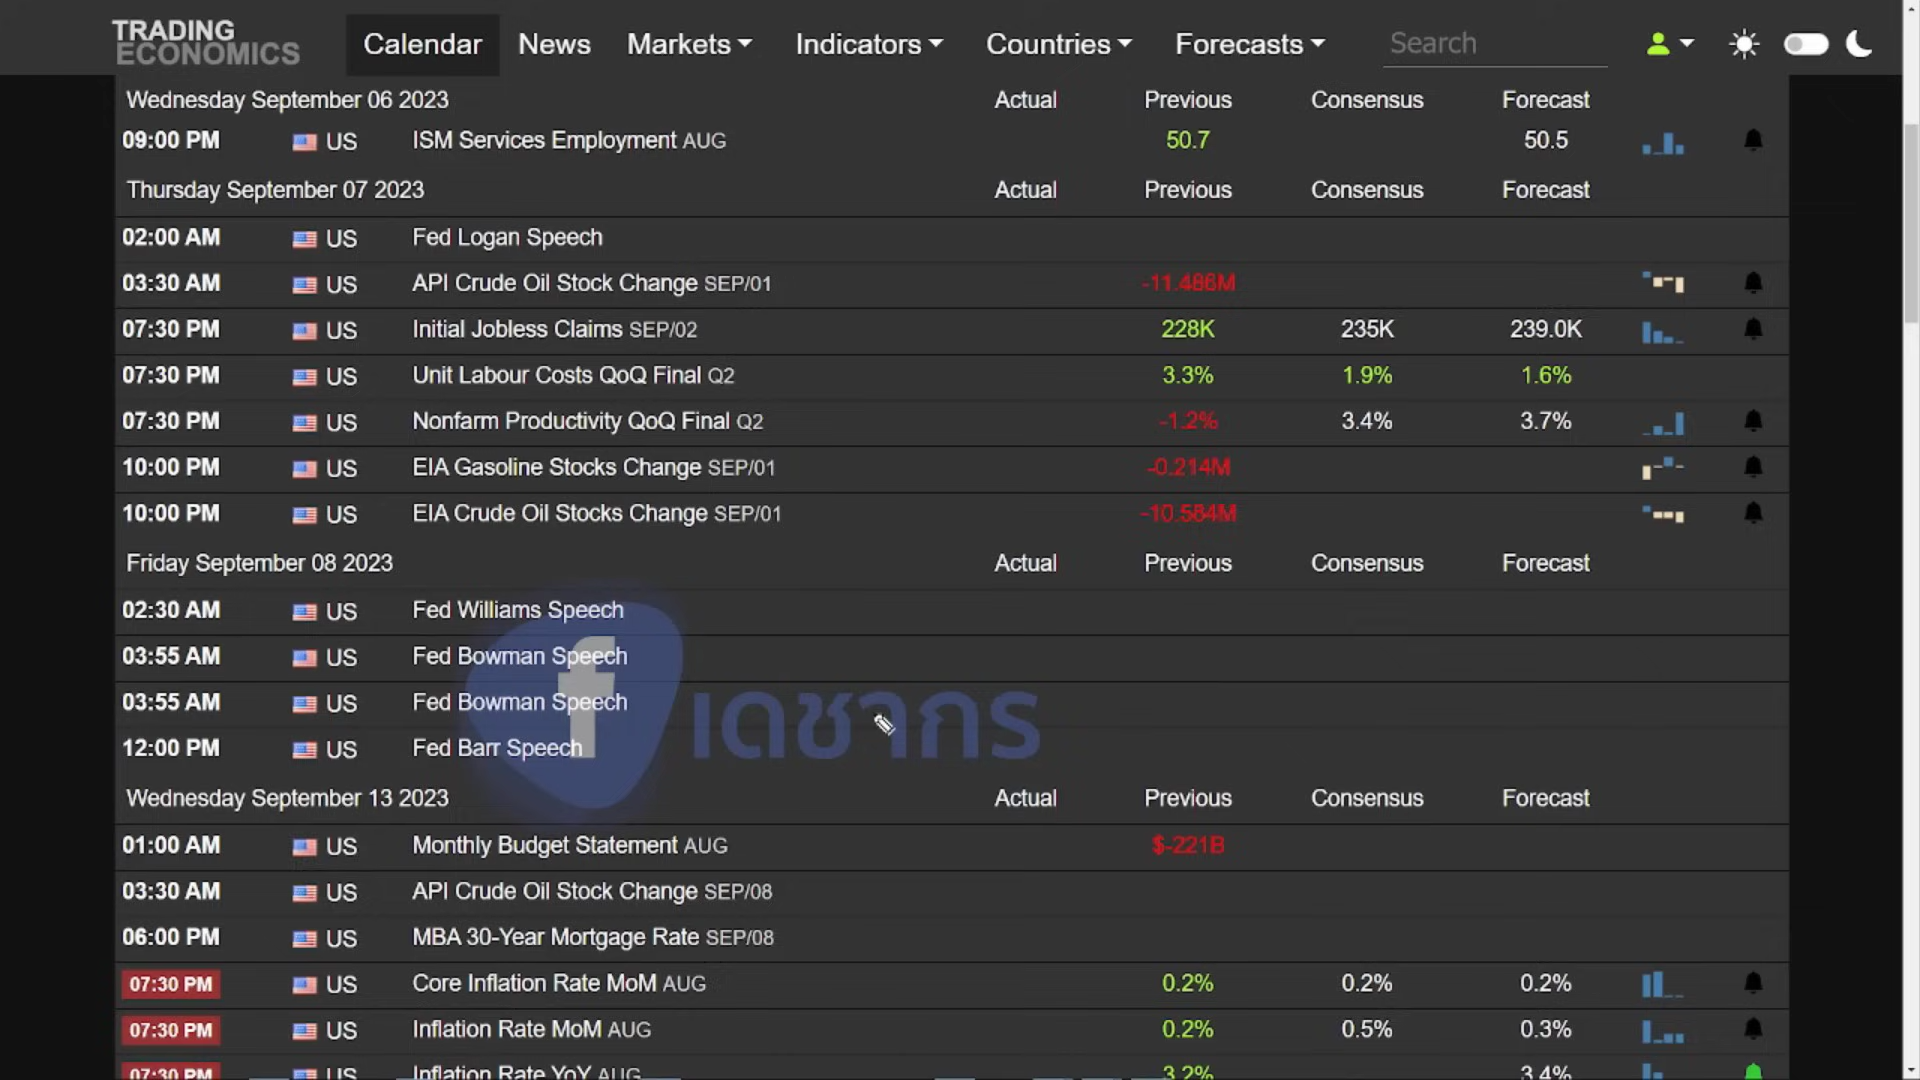 TRADING ECONOMICS Calendar News Markets Indicators Countries Forecasts Search
Wednesday September 06 2023 Actual Previous Consensus Forecast
09:00 PM US ISM Services Employment AUG 50.7 50.5
Thursday September 07 2023 Actual Previous Consensus Forecast
02:00 AM US Fed Logan Speech
03:30 AM US API Crude Oil Stock Change SEP/01 -11.486M
07:30 PM US Initial Jobless Claims SEP/02 228K 235K 239.0K
07:30 PM US Unit Labour Costs QoQ Final Q2 3.3% 1.9% 1.6%
07:30 PM US Nonfarm Productivity QoQ Final Q2 -1.2% 3.4% 3.7%
10:00 PM US EIA Gasoline Stocks Change SEP/01 -0.214M
10:00 PM US EIA Crude Oil Stocks Change SEP/01 -10.584M
Friday September 08 2023 Actual Previous Consensus Forecast
02:30 AM US Fed Williams Speech
03:55 AM US Fed Bowman Speech
03:55 AM US Fed Bowman Speech
f เดชากร
12:00 PM US Fed Barr Speech
Wednesday September 13 2023 Actual Previous Consensus Forecast
01:00 AM US Monthly Budget Statement AUG $-221B
03:30 AM US API Crude Oil Stock Change SEP/08
06:00 PM US MBA 30-Year Mortgage Rate SEP/08
07:30 PM US Core Inflation Rate MoM AUG 0.2% 0.2% 0.2%
07:30 PM US Inflation Rate MoM AUG 0.2% 0.5% 0.3%
07:30 PM US Inflation Rate YoY AUG 3.2% 3.4%